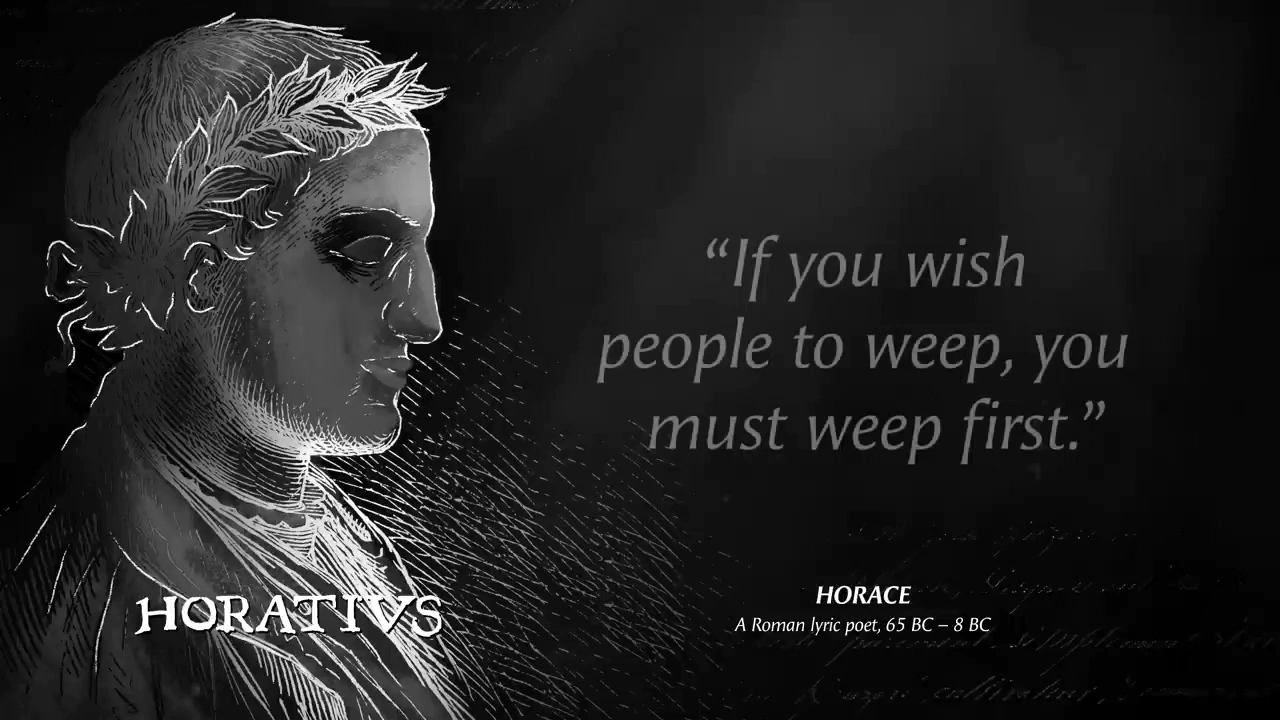 “If you wish
people to weep, you
must weep first.”
HORATIVS
HORACE
A Roman lyric poet, 65 BC – 8 BC